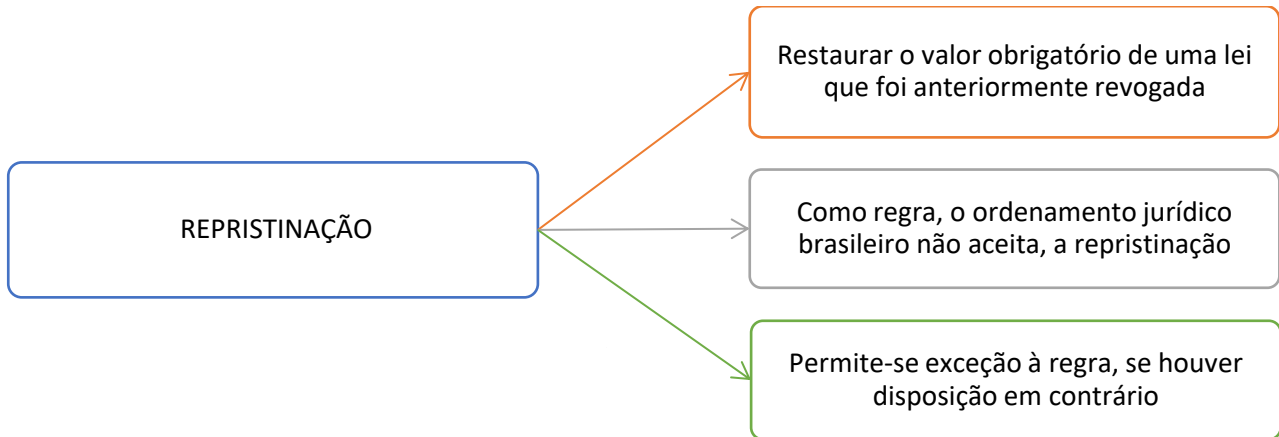 Restaurar o valor obrigatório de uma lei
que foi anteriormente revogada
REPRISTINAÇÃO
Como regra, o ordenamento jurídico
brasileiro não aceita, a repristinação
Permite-se exceção à regra, se houver
disposição em contrário